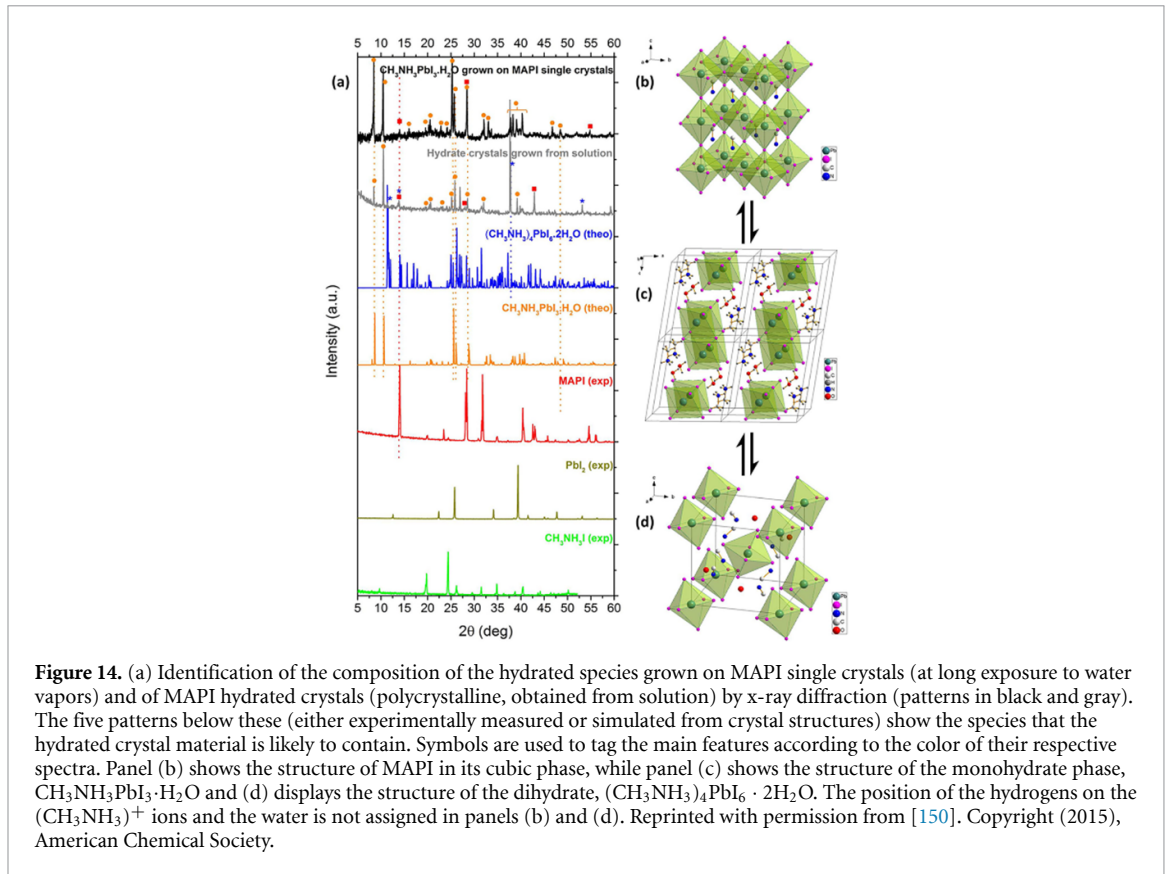 5 10 15 20 25 30 35 40 45 50 55 60
(a)
CH₃NH₃PbI₃.H₂O grown on MAPI single crystals
Hydrate crystals grown from solution
(CH₃NH₃)₄PbI₆.2H₂O (theo)
CH₃NH₃PbI₃.H₂O (theo)
MAPI (exp)
PbI₂ (exp)
CH₃NH₃I (exp)
Intensity (a.u.)
5 10 15 20 25 30 35 40 45 50 55 60
2θ (deg)
(b)
(c)
(d)
Figure 14. (a) Identification of the composition of the hydrated species grown on MAPI single crystals (at long exposure to water
vapors) and of MAPI hydrated crystals (polycrystalline, obtained from solution) by x-ray diffraction (patterns in black and gray).
The five patterns below these (either experimentally measured or simulated from crystal structures) show the species that the
hydrated crystal material is likely to contain. Symbols are used to tag the main features according to the color of their respective
spectra. Panel (b) shows the structure of MAPI in its cubic phase, while panel (c) shows the structure of the monohydrate phase,
CH₃NH₃PbI₃·H₂O and (d) displays the structure of the dihydrate, (CH₃NH₃)₄PbI₆ · 2H₂O. The position of the hydrogens on the
(CH₃NH₃)⁺ ions and the water is not assigned in panels (b) and (d). Reprinted with permission from [150]. Copyright (2015),
American Chemical Society.